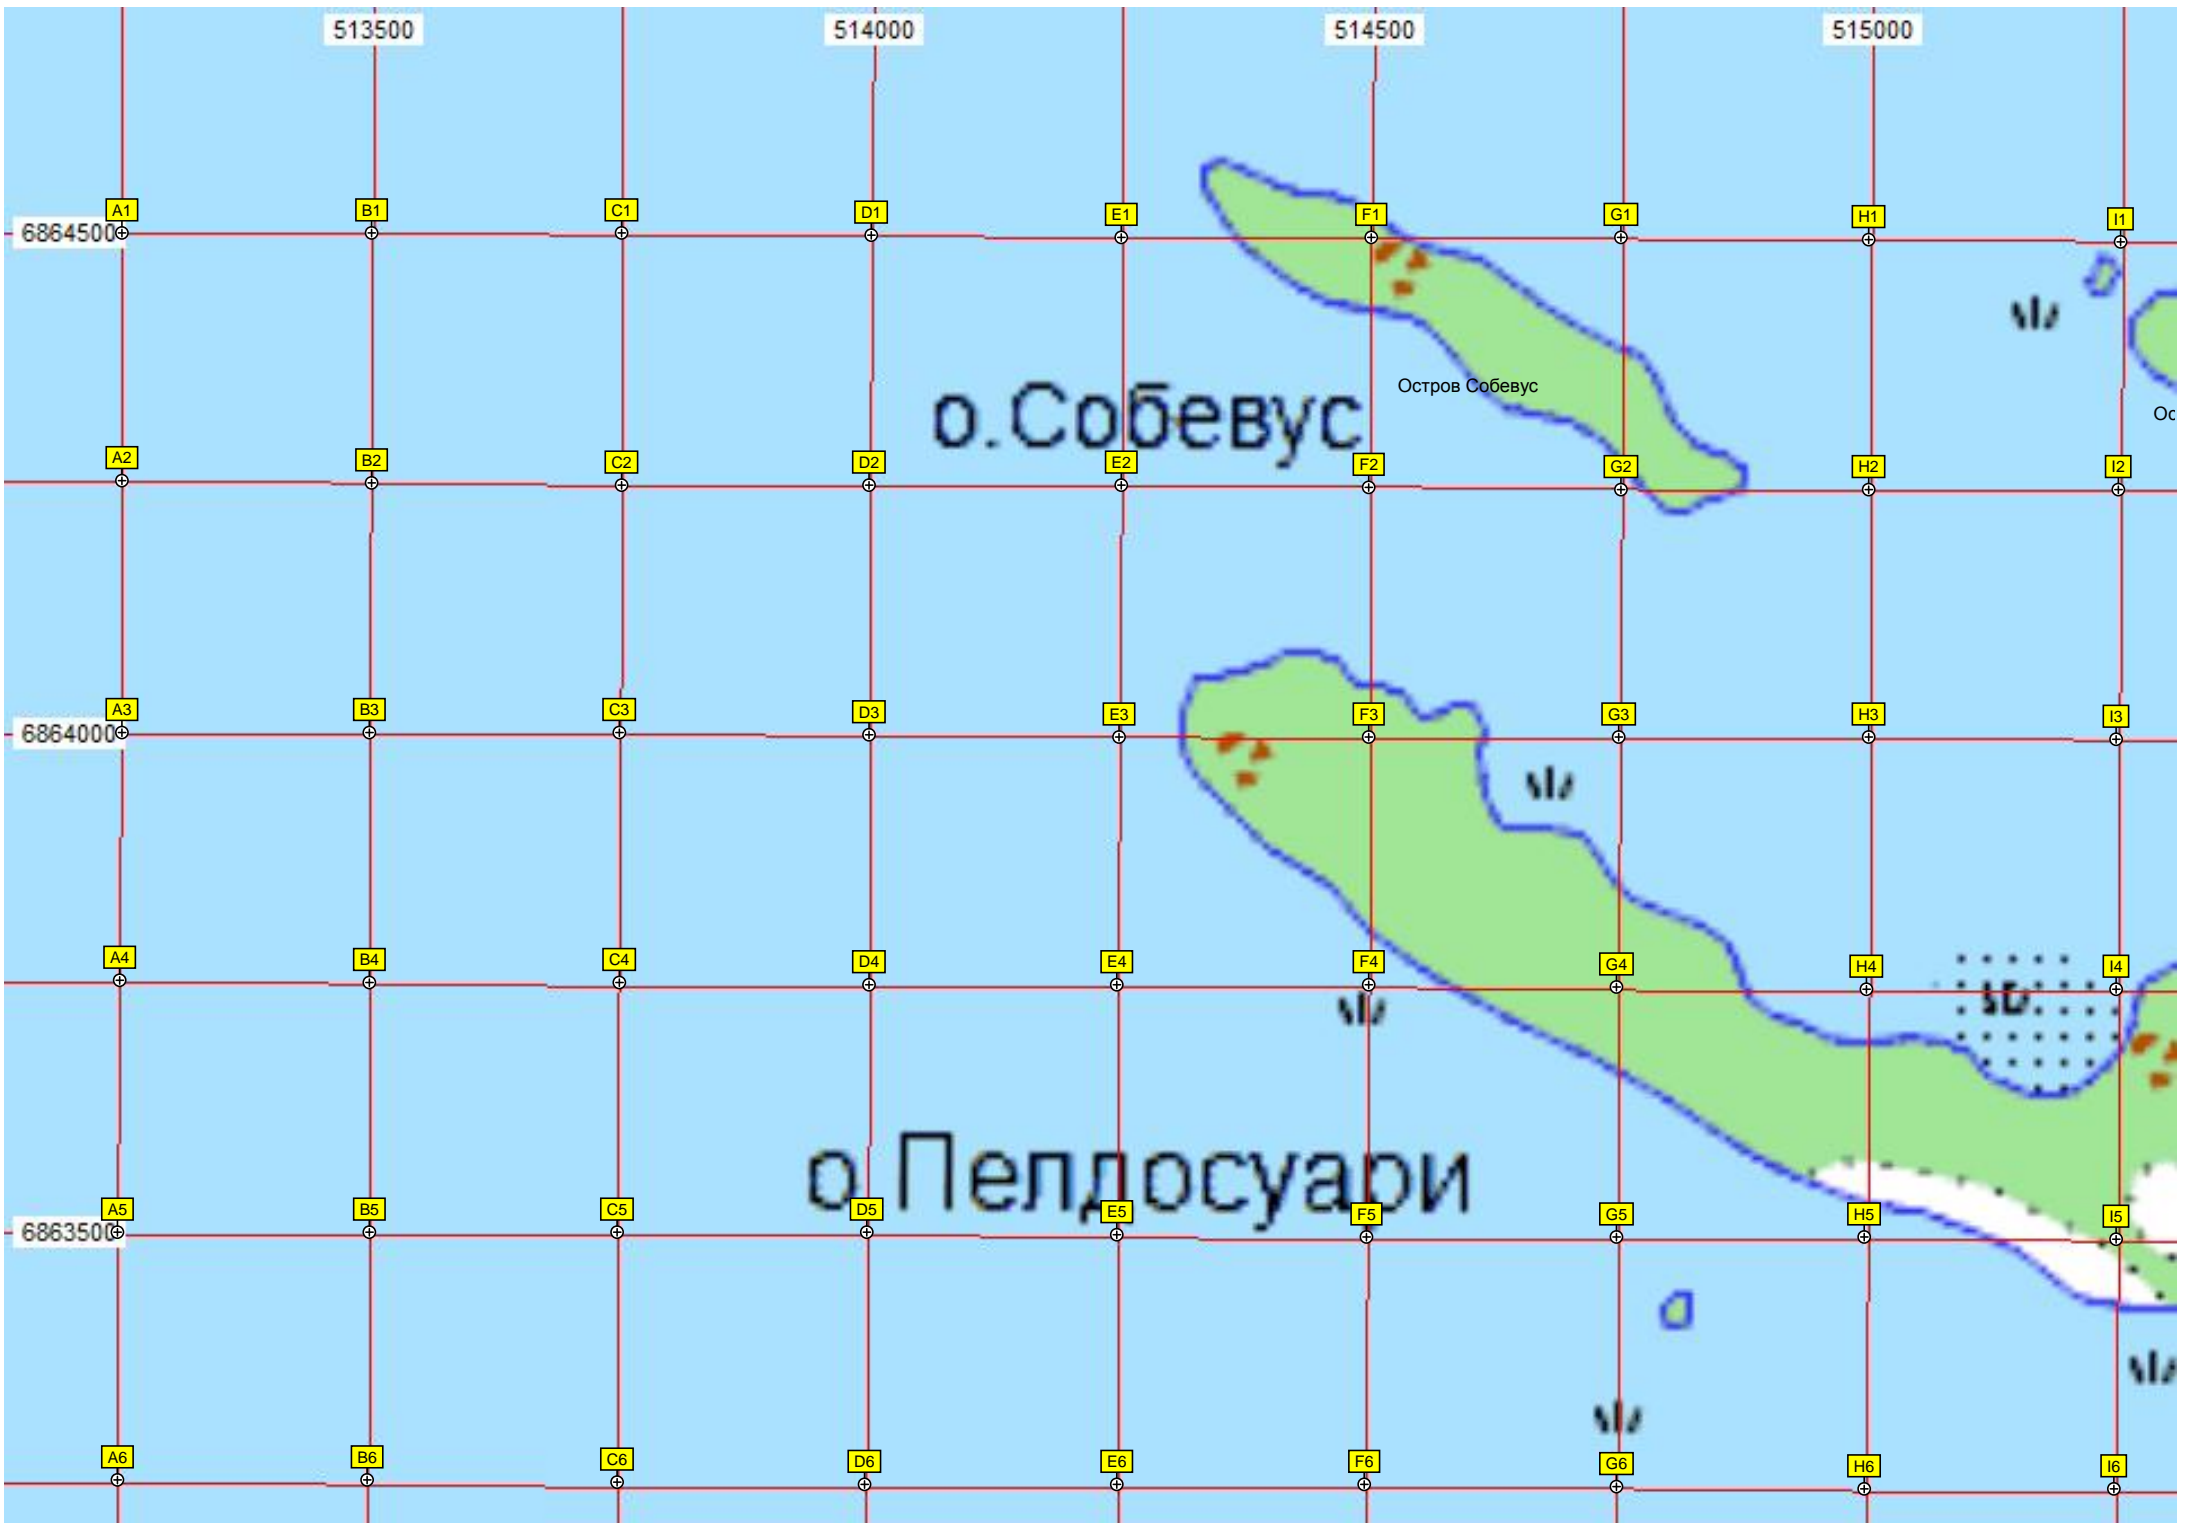 513500 514000 514500 515000
A1 B1 C1 D1 E1 F1 G1 H1 I1
6864500
Остров Собевус
о.Собевус
Ос
A2 B2 C2 D2 E2 F2 G2 H2 I2
A3 B3 C3 D3 E3 F3 G3 H3 I3
6864000
A4 B4 C4 D4 E4 F4 G4 H4 I4
о Пелдосуари
A5 B5 C5 D5 E5 F5 G5 H5 I5
6863500
A6 B6 C6 D6 E6 F6 G6 H6 I6